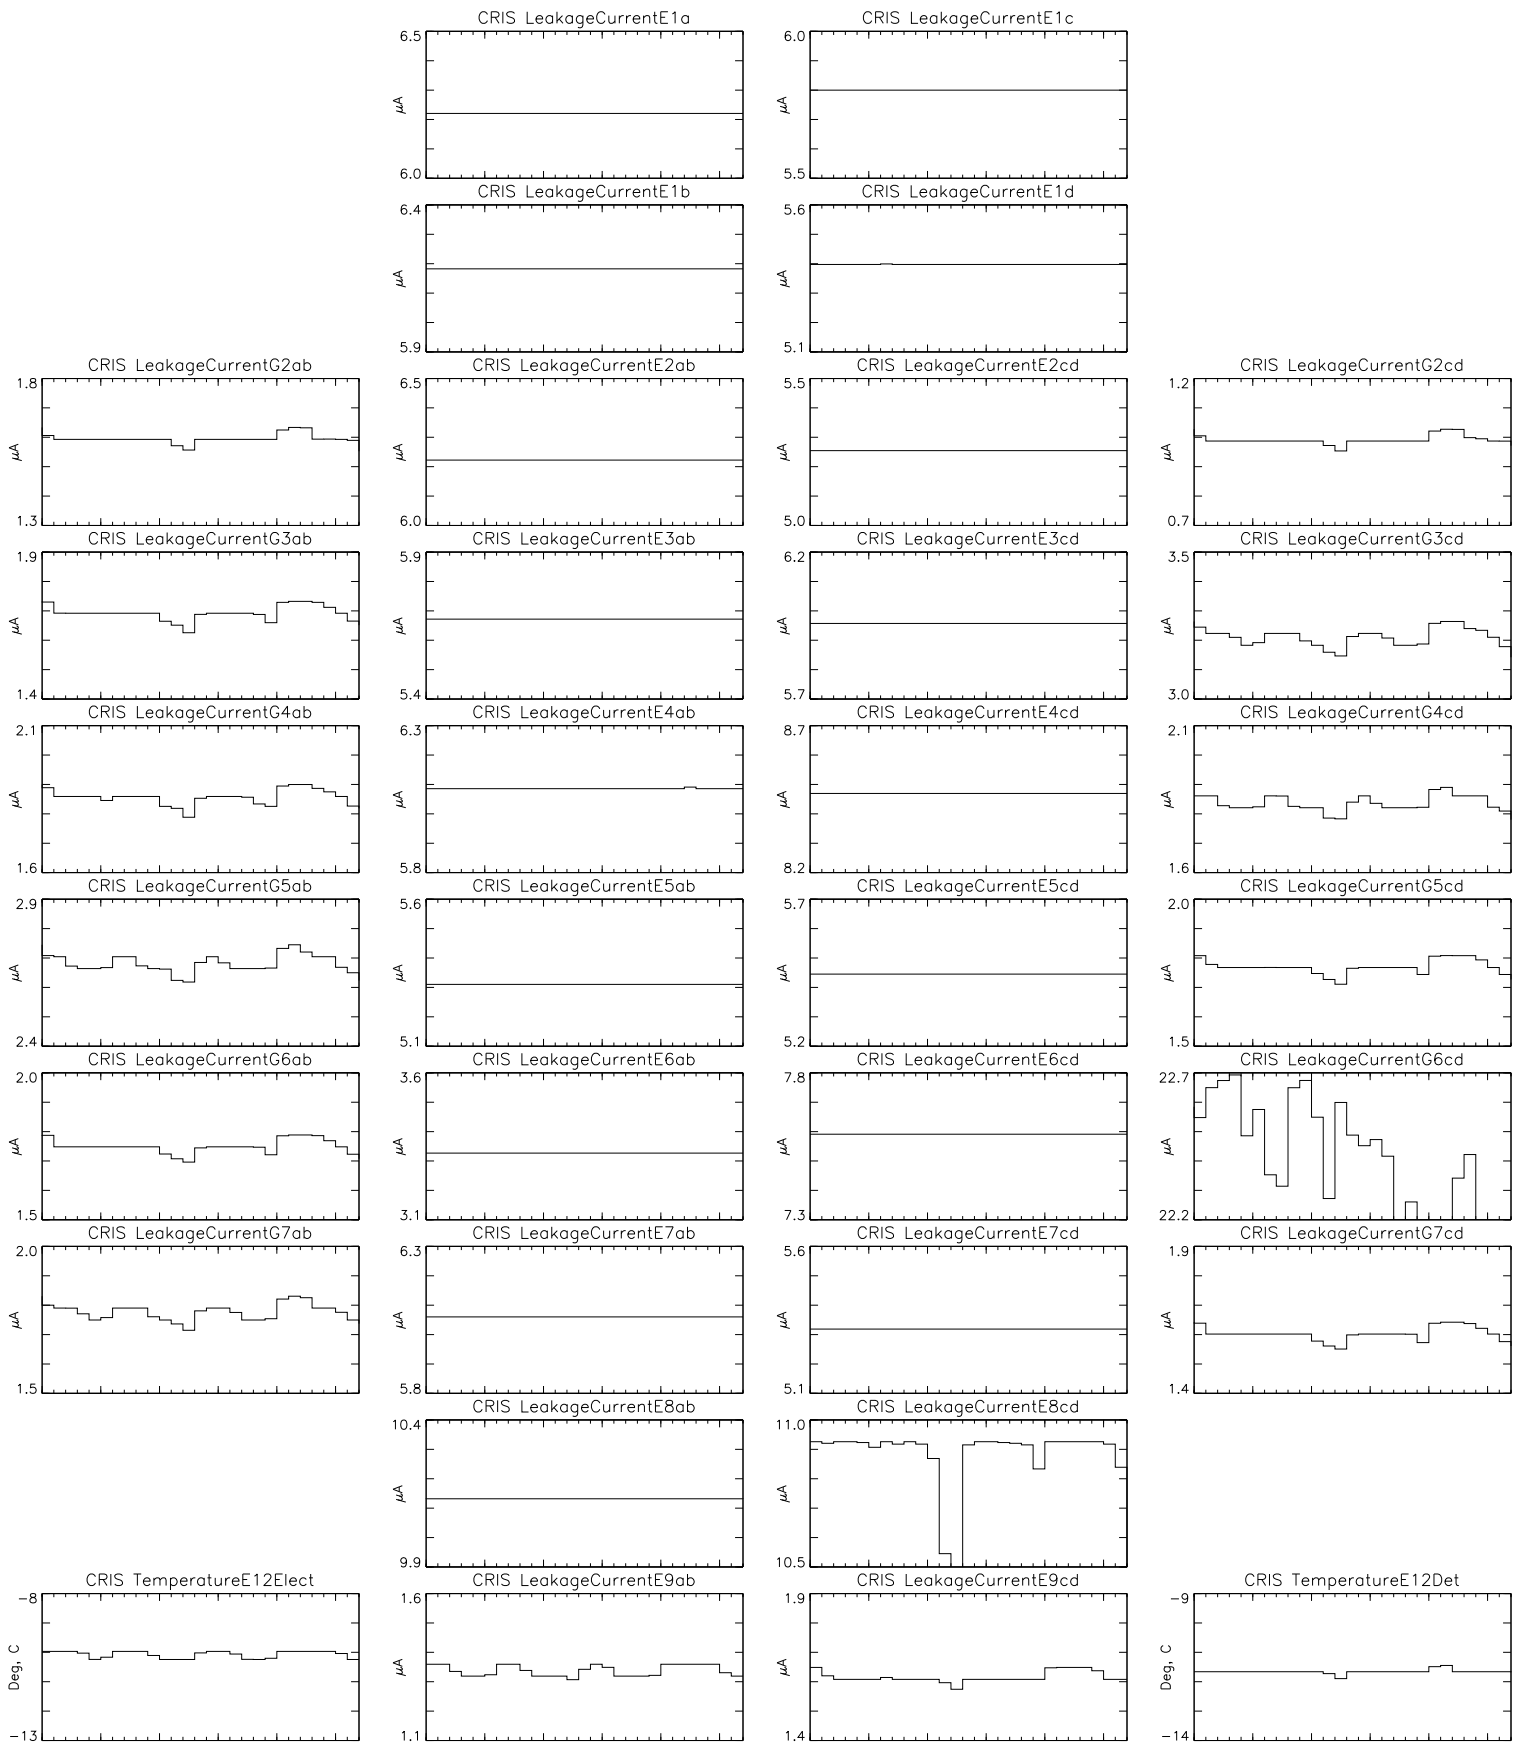 CRIS LeakageCurrentE1a CRIS LeakageCurrentE1c
6.5 6.0
μA μA
6.0 5.5
CRIS LeakageCurrentE1b CRIS LeakageCurrentE1d
6.4 5.6
μA μA
5.9 5.1
CRIS LeakageCurrentG2ab CRIS LeakageCurrentE2ab CRIS LeakageCurrentE2cd CRIS LeakageCurrentG2cd
1.8 6.5 5.5 1.2
μA μA μA μA
1.3 6.0 5.0 0.7
CRIS LeakageCurrentG3ab CRIS LeakageCurrentE3ab CRIS LeakageCurrentE3cd CRIS LeakageCurrentG3cd
1.9 5.9 6.2 3.5
μA μA μA μA
1.4 5.4 5.7 3.0
CRIS LeakageCurrentG4ab CRIS LeakageCurrentE4ab CRIS LeakageCurrentE4cd CRIS LeakageCurrentG4cd
2.1 6.3 8.7 2.1
μA μA μA μA
1.6 5.8 8.2 1.6
CRIS LeakageCurrentG5ab CRIS LeakageCurrentE5ab CRIS LeakageCurrentE5cd CRIS LeakageCurrentG5cd
2.9 5.6 5.7 2.0
μA μA μA μA
2.4 5.1 5.2 1.5
CRIS LeakageCurrentG6ab CRIS LeakageCurrentE6ab CRIS LeakageCurrentE6cd CRIS LeakageCurrentG6cd
2.0 3.6 7.8 22.7
μA μA μA μA
1.5 3.1 7.3 22.2
CRIS LeakageCurrentG7ab CRIS LeakageCurrentE7ab CRIS LeakageCurrentE7cd CRIS LeakageCurrentG7cd
2.0 6.3 5.6 1.9
μA μA μA μA
1.5 5.8 5.1 1.4
CRIS LeakageCurrentE8ab CRIS LeakageCurrentE8cd
10.4 11.0
μA μA
9.9 10.5
CRIS TemperatureE12Elect CRIS LeakageCurrentE9ab CRIS LeakageCurrentE9cd CRIS TemperatureE12Det
-8 1.6 1.9 -9
Deg, C μA μA Deg, C
-13 1.1 1.4 -14